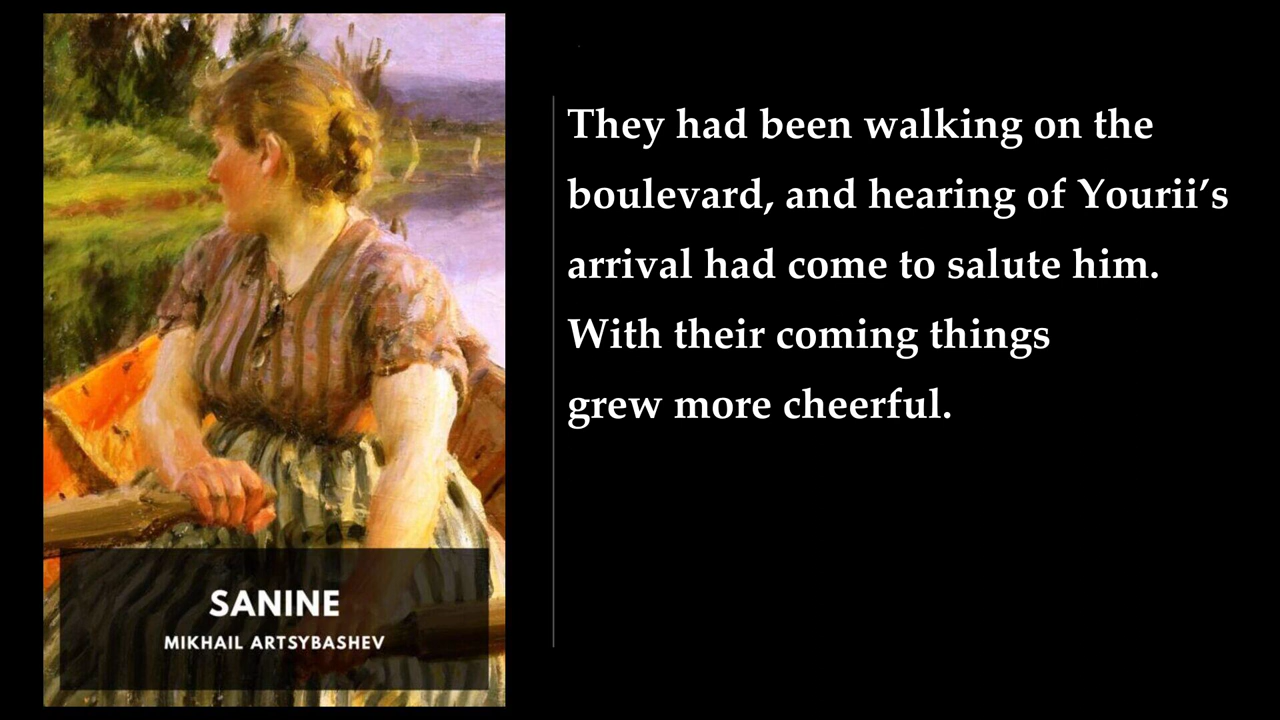 They had been walking on the
boulevard, and hearing of Yourii’s
arrival had come to salute him.
With their coming things
grew more cheerful.
SANINE
MIKHAIL ARTSYBASHEV